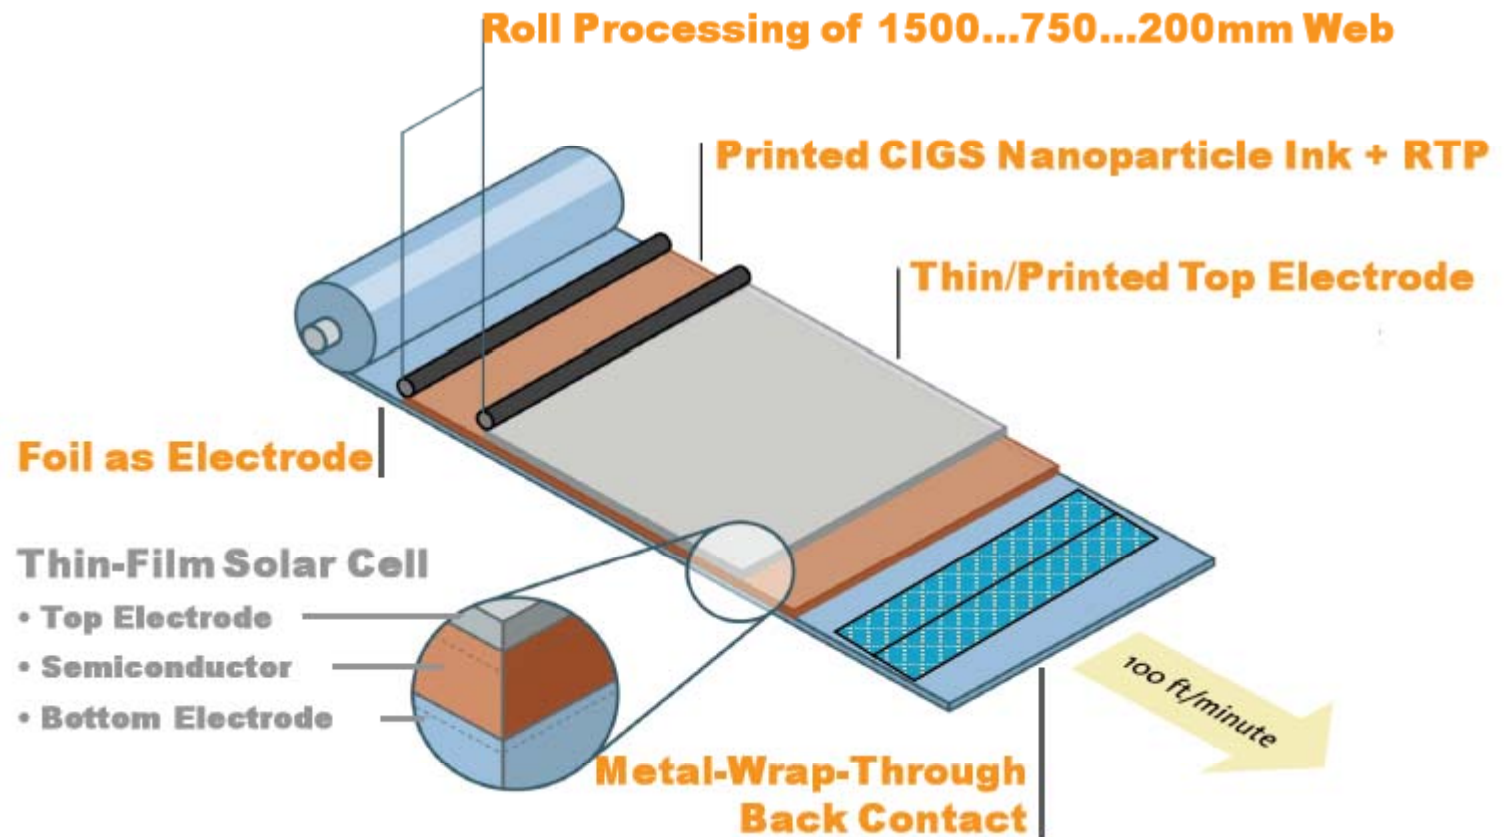 Roll Processing of 1500...750...200mm Web
Printed CIGS Nanoparticle Ink + RTP
Thin/Printed Top Electrode
Foil as Electrode
Thin-Film Solar Cell
• Top Electrode
• Semiconductor
• Bottom Electrode
100 ft/minute
Metal-Wrap-Through
Back Contact